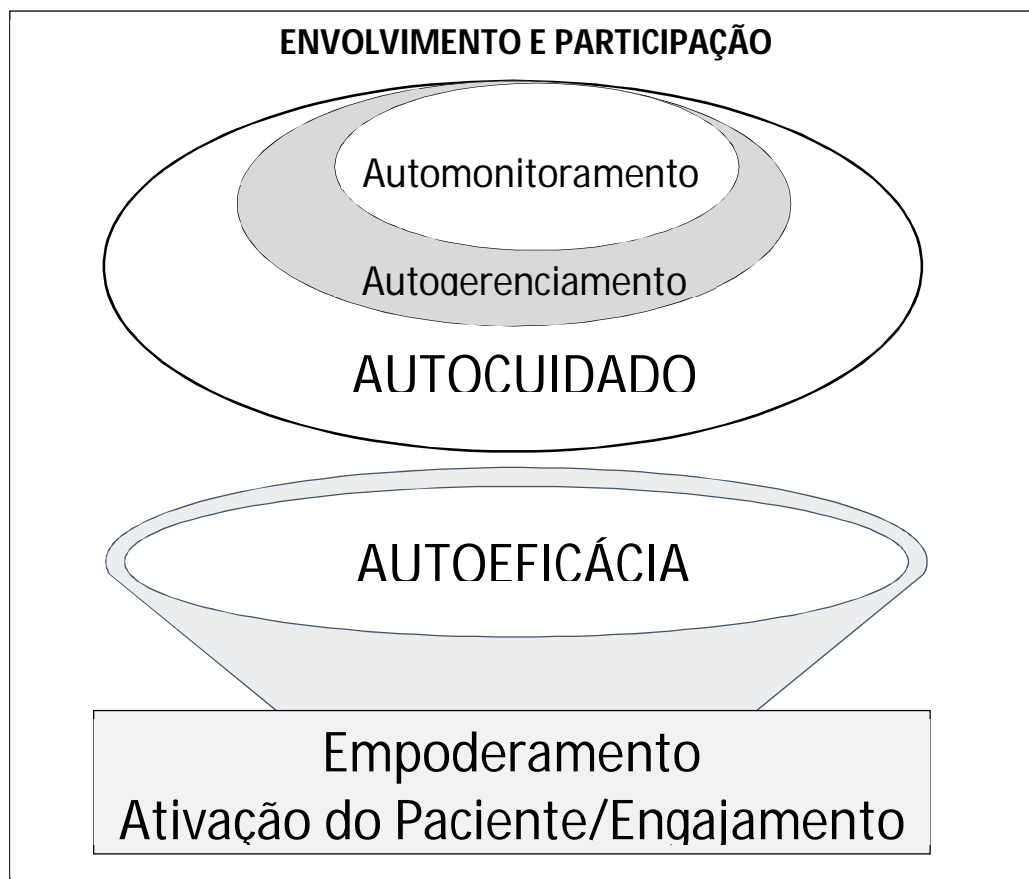 ENVOLVIMENTO E PARTICIPAÇÃO
Automonitoramento
Autogerenciamento
AUTOCUIDADO
AUTOEFICÁCIA
Empoderamento
Ativação do Paciente/Engajamento